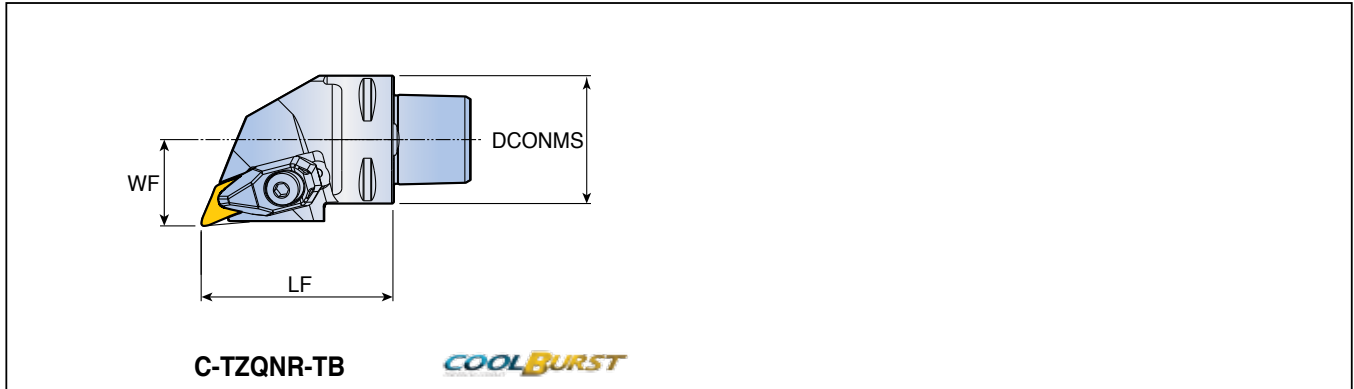 DCONMS
WF
LF
C-TZQNR-TB
COOLBURST